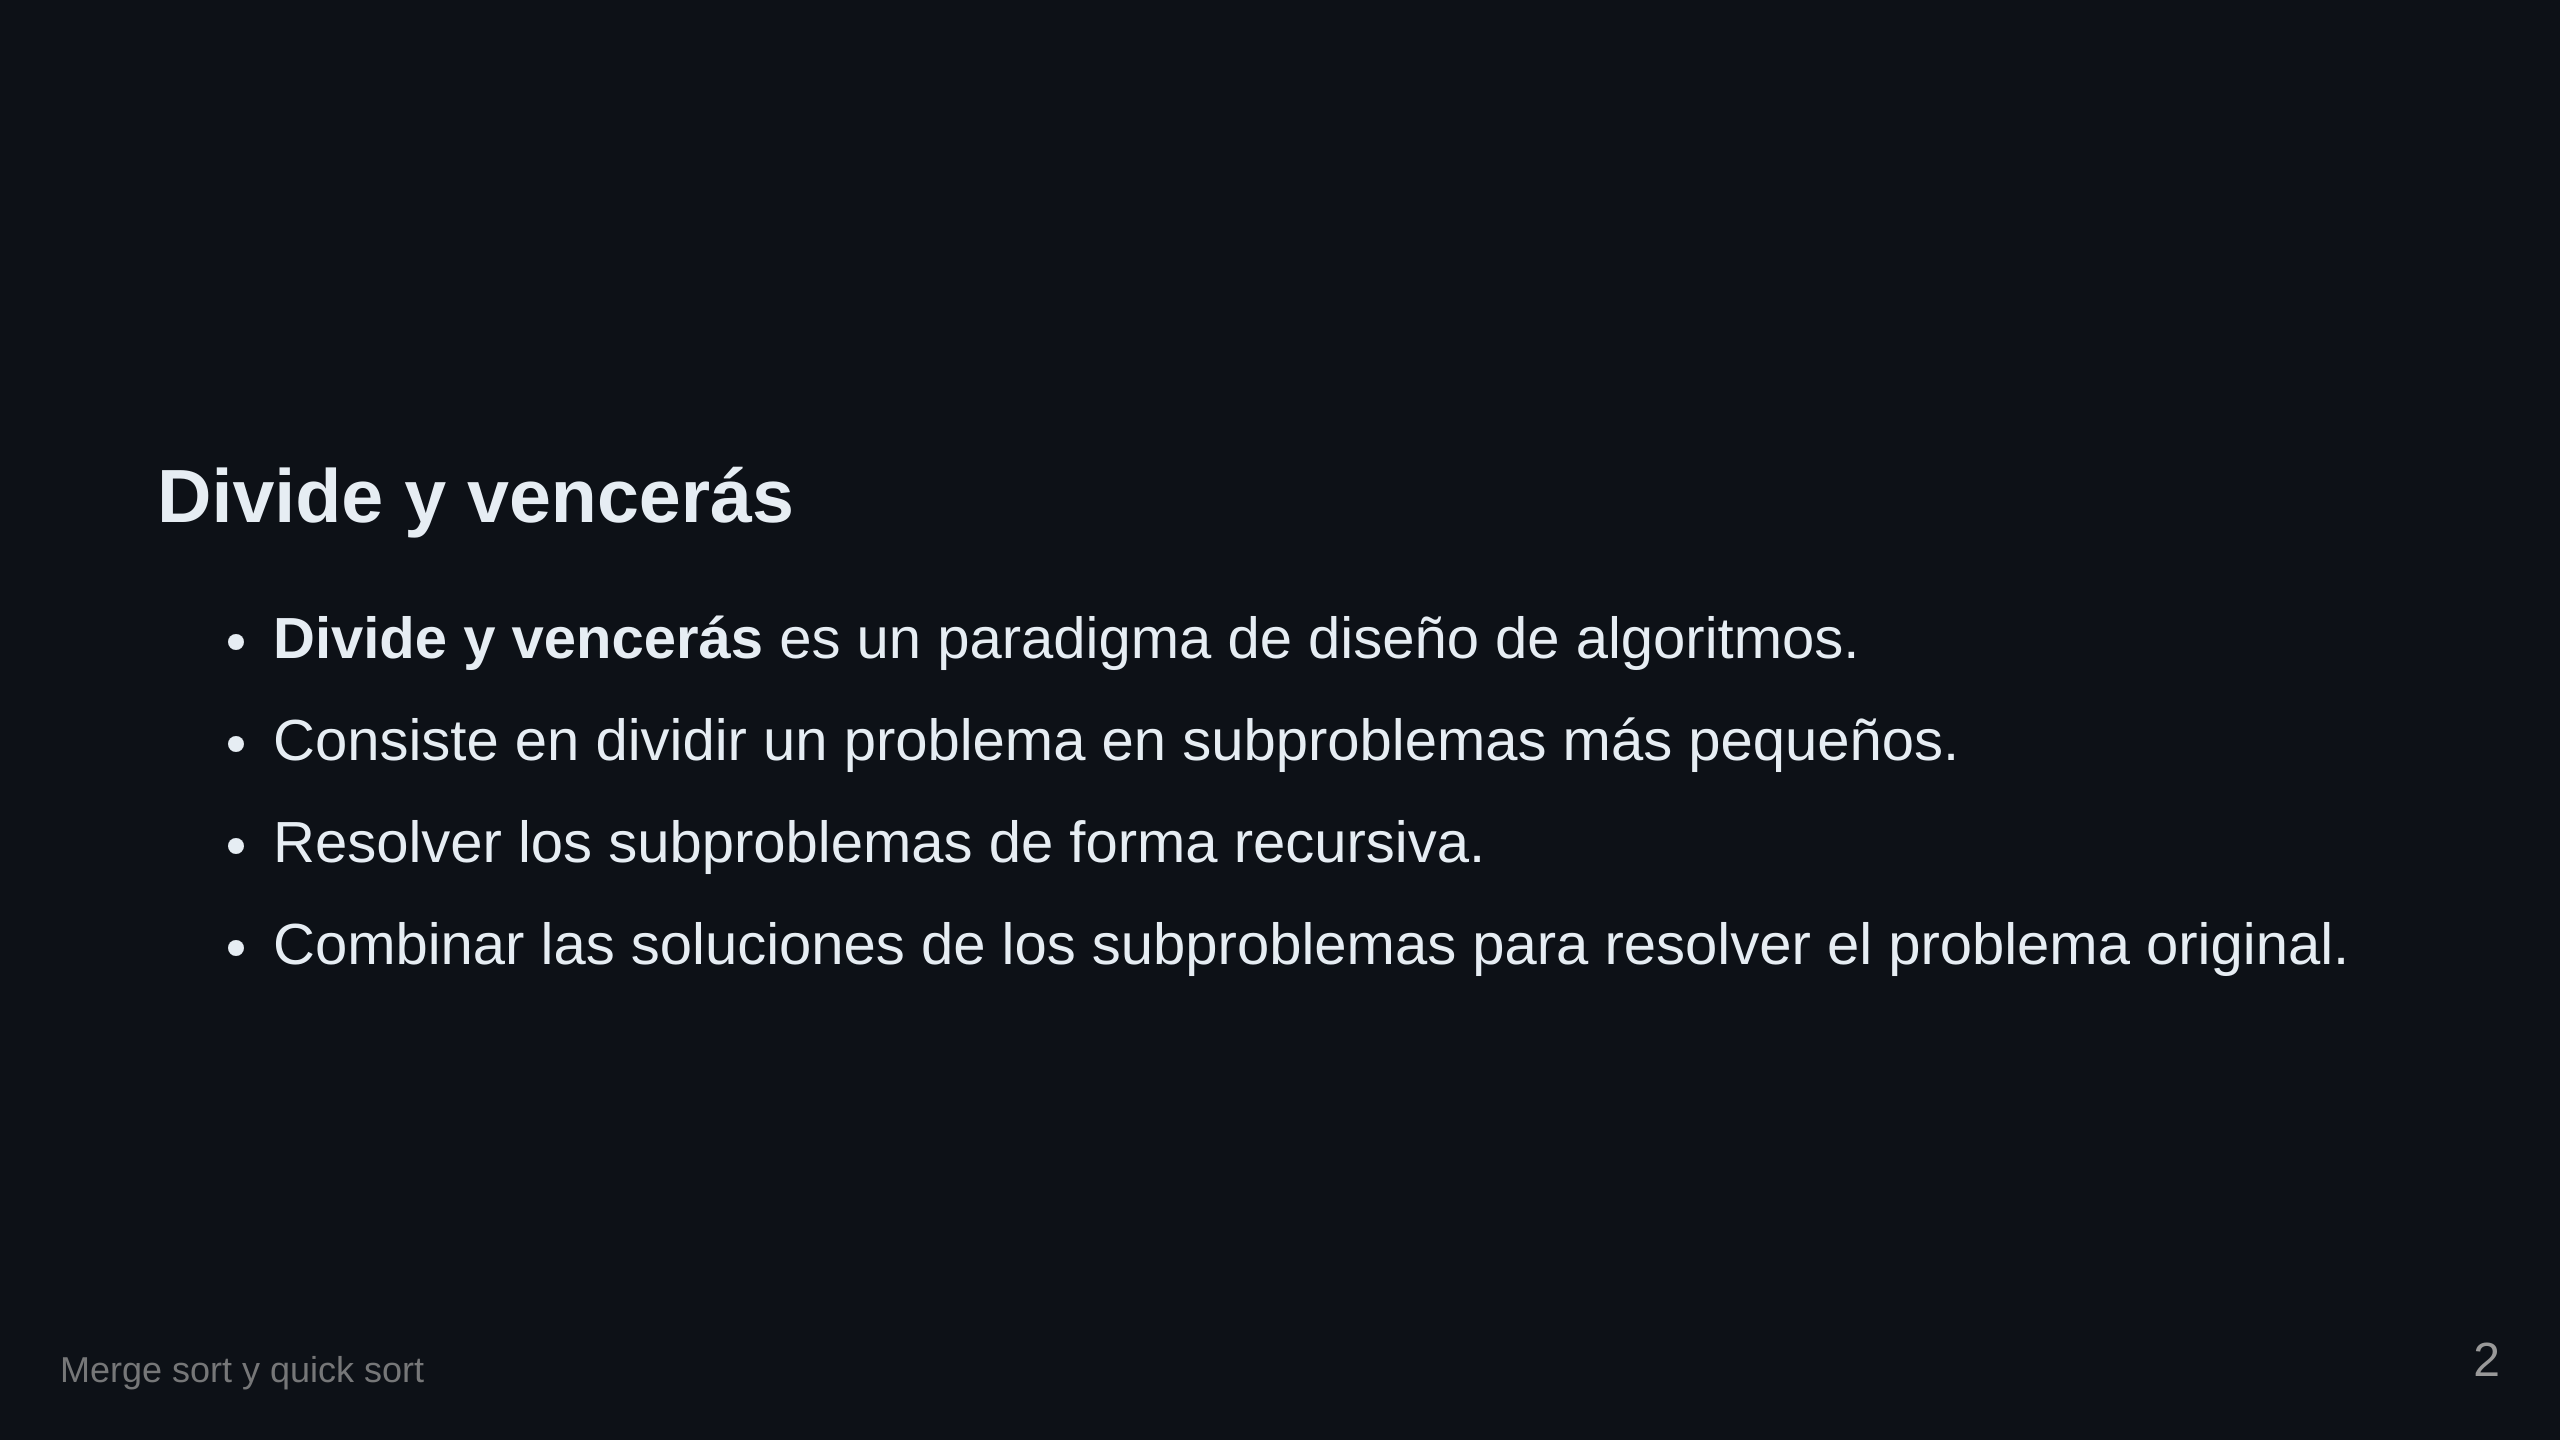 Divide y vencerás
• Divide y vencerás es un paradigma de diseño de algoritmos.
• Consiste en dividir un problema en subproblemas más pequeños.
• Resolver los subproblemas de forma recursiva.
• Combinar las soluciones de los subproblemas para resolver el problema original.
Merge sort y quick sort
2